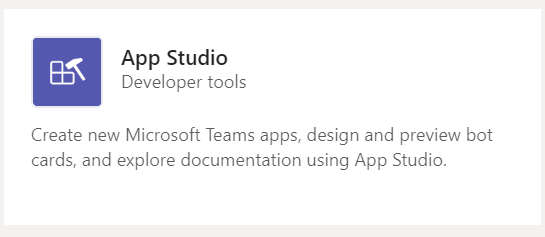 App Studio
Developer tools
Create new Microsoft Teams apps, design and preview bot
cards, and explore documentation using App Studio.